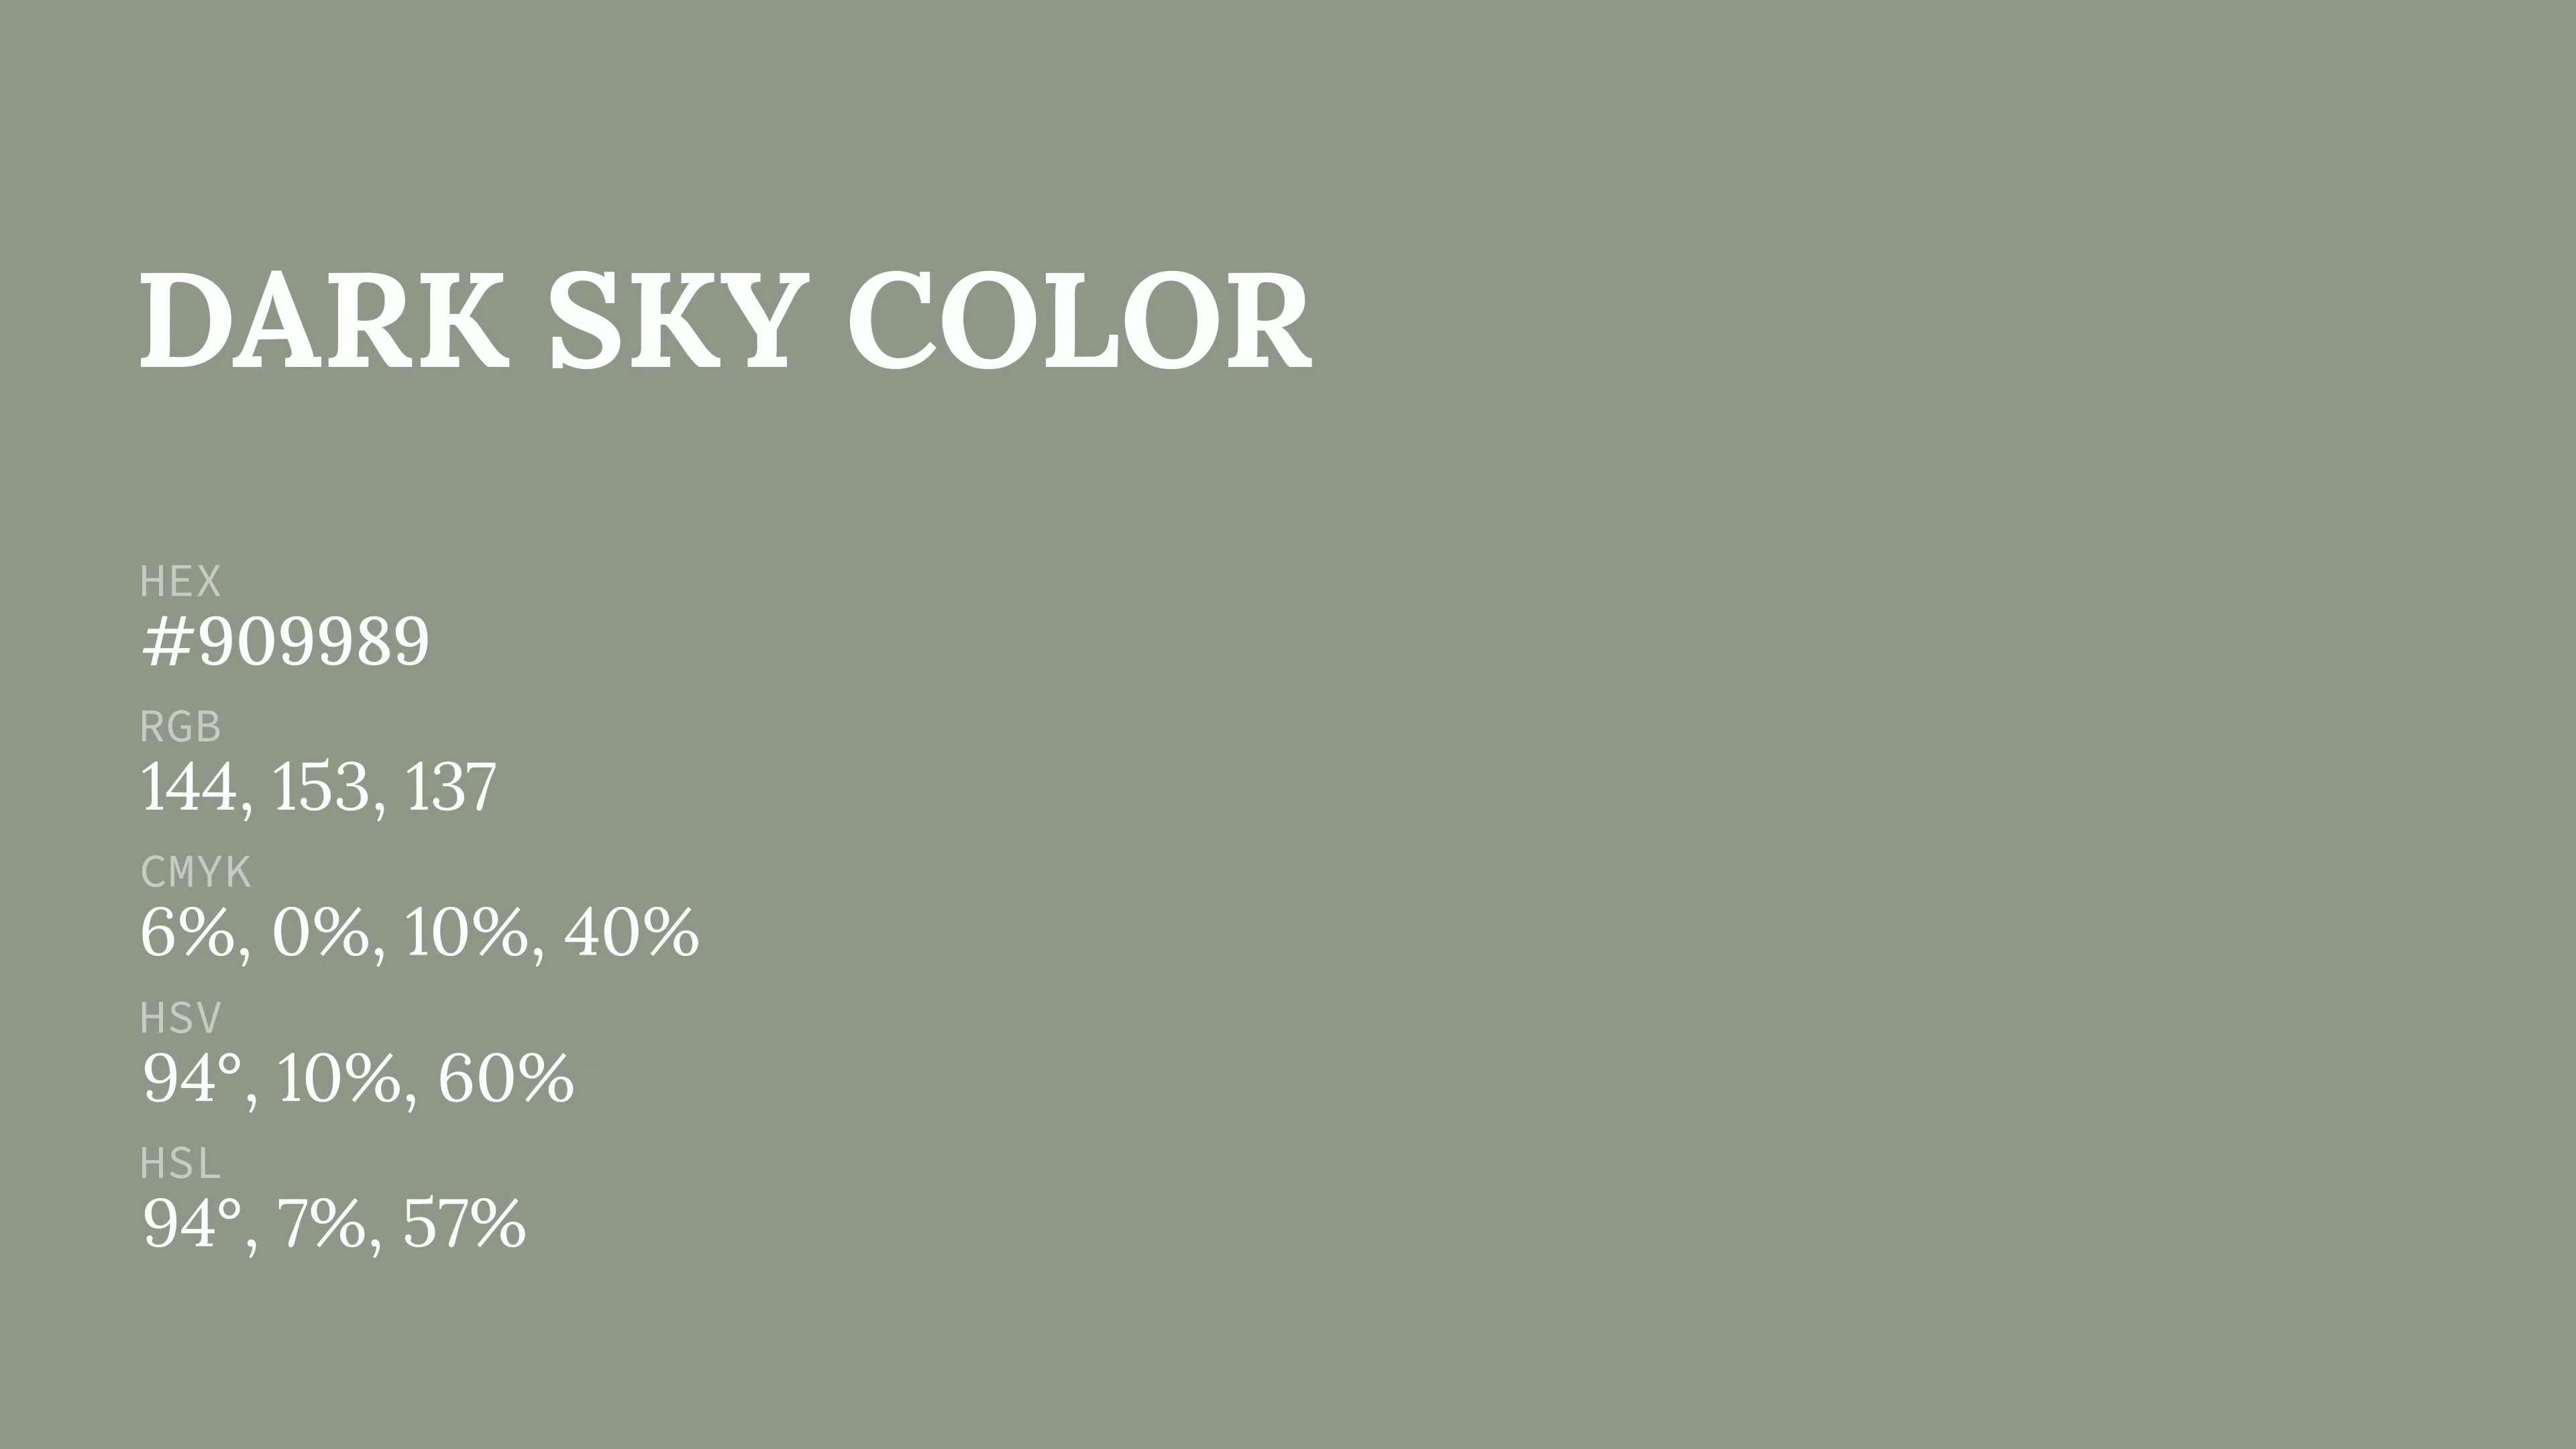 DARK SKY COLOR
HEX
#909989
RGB
144, 153, 137
CMYK
6%, 0%, 10%, 40%
HSV
94°, 10%, 60%
HSL
94°, 7%, 57%